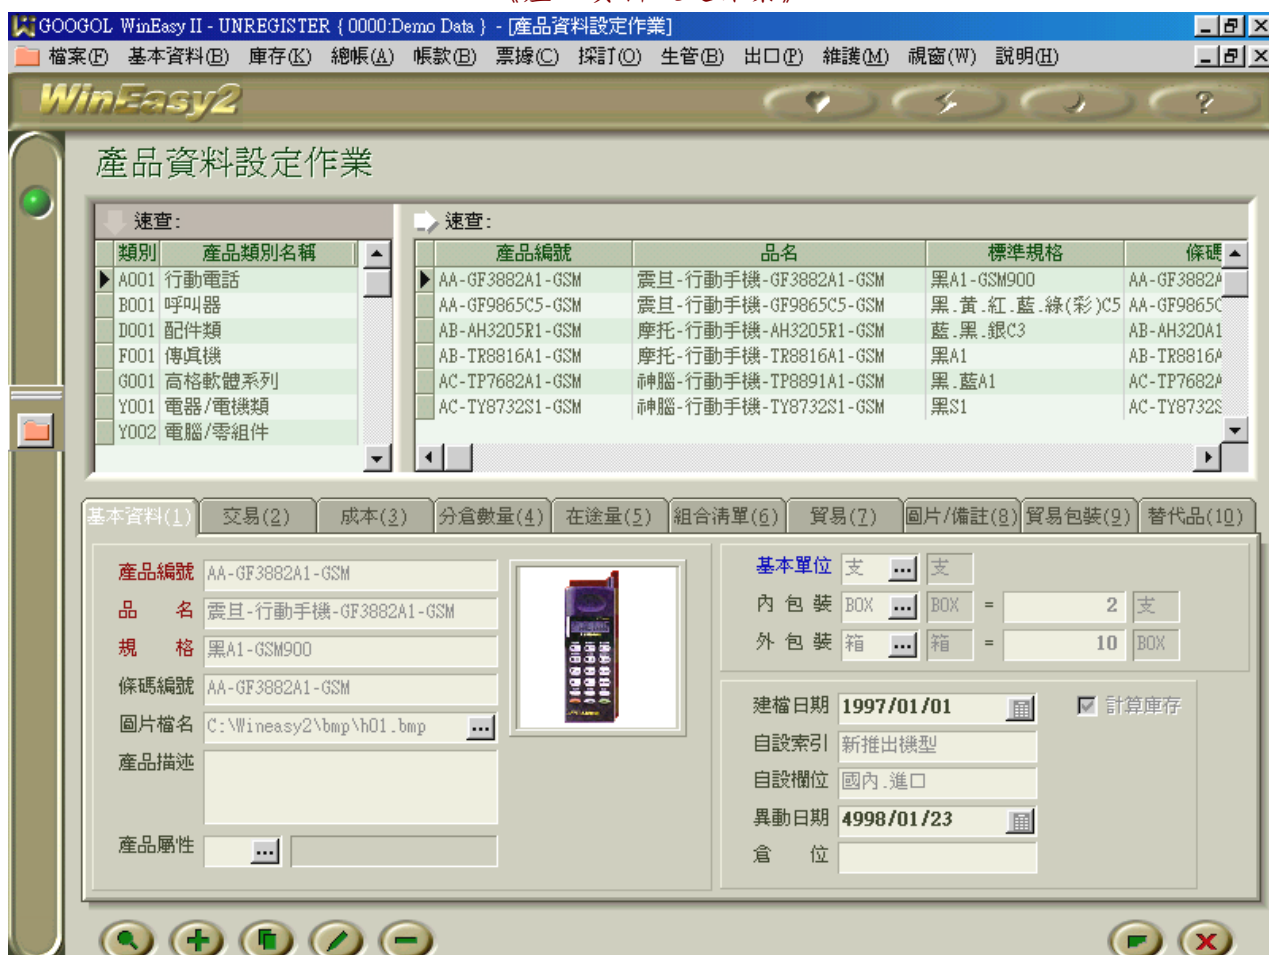 GOOGOL WinEasy II - UNREGISTER { 0000:Demo Data } - [產品資料設定作業]
檔案(F) 基本資料(B) 庫存(K) 總帳(A) 帳款(B) 票據(C) 採訂(O) 生管(B) 出口(P) 維護(M) 視窗(W) 說明(H)
WinEasy2
產品資料設定作業
速查:
類別 產品類別名稱
A001 行動電話
B001 呼叫器
D001 配件類
F001 傳真機
G001 高格軟體系列
Y001 電器/電機類
Y002 電腦/零組件
速查:
產品編號 品名 標準規格 條碼
AA-GF3882A1-GSM 震旦-行動手機-GF3882A1-GSM 黑A1-GSM900 AA-GF3882A
AA-GF9865C5-GSM 震旦-行動手機-GF9865C5-GSM 黑.黃.紅.藍.綠(彩)C5 AA-GF9865C
AB-AH3205R1-GSM 摩托-行動手機-AH3205R1-GSM 藍.黑.銀C3 AB-AH320A1
AB-TR8816A1-GSM 摩托-行動手機-TR8816A1-GSM 黑A1 AB-TR8816A
AC-TP7682A1-GSM 神腦-行動手機-TP8891A1-GSM 黑.藍A1 AC-TP7682A
AC-TY8732S1-GSM 神腦-行動手機-TY8732S1-GSM 黑S1 AC-TY8732S
基本資料(1) 交易(2) 成本(3) 分倉數量(4) 在途量(5) 組合清單(6) 貿易(7) 圖片/備註(8) 貿易包裝(9) 替代品(10)
產品編號 AA-GF3882A1-GSM
品 名 震旦-行動手機-GF3882A1-GSM
規 格 黑A1-GSM900
條碼編號 AA-GF3882A1-GSM
圖片檔名 C:\Wineasy2\bmp\h01.bmp ...
產品描述
產品屬性 ...
基本單位 支 ... 支
內 包 裝 BOX ... BOX = 2 支
外 包 裝 箱 ... 箱 = 10 BOX
建檔日期 1997/01/01 計算庫存
自設索引 新推出機型
自設欄位 國內.進口
異動日期 4998/01/23
倉 位